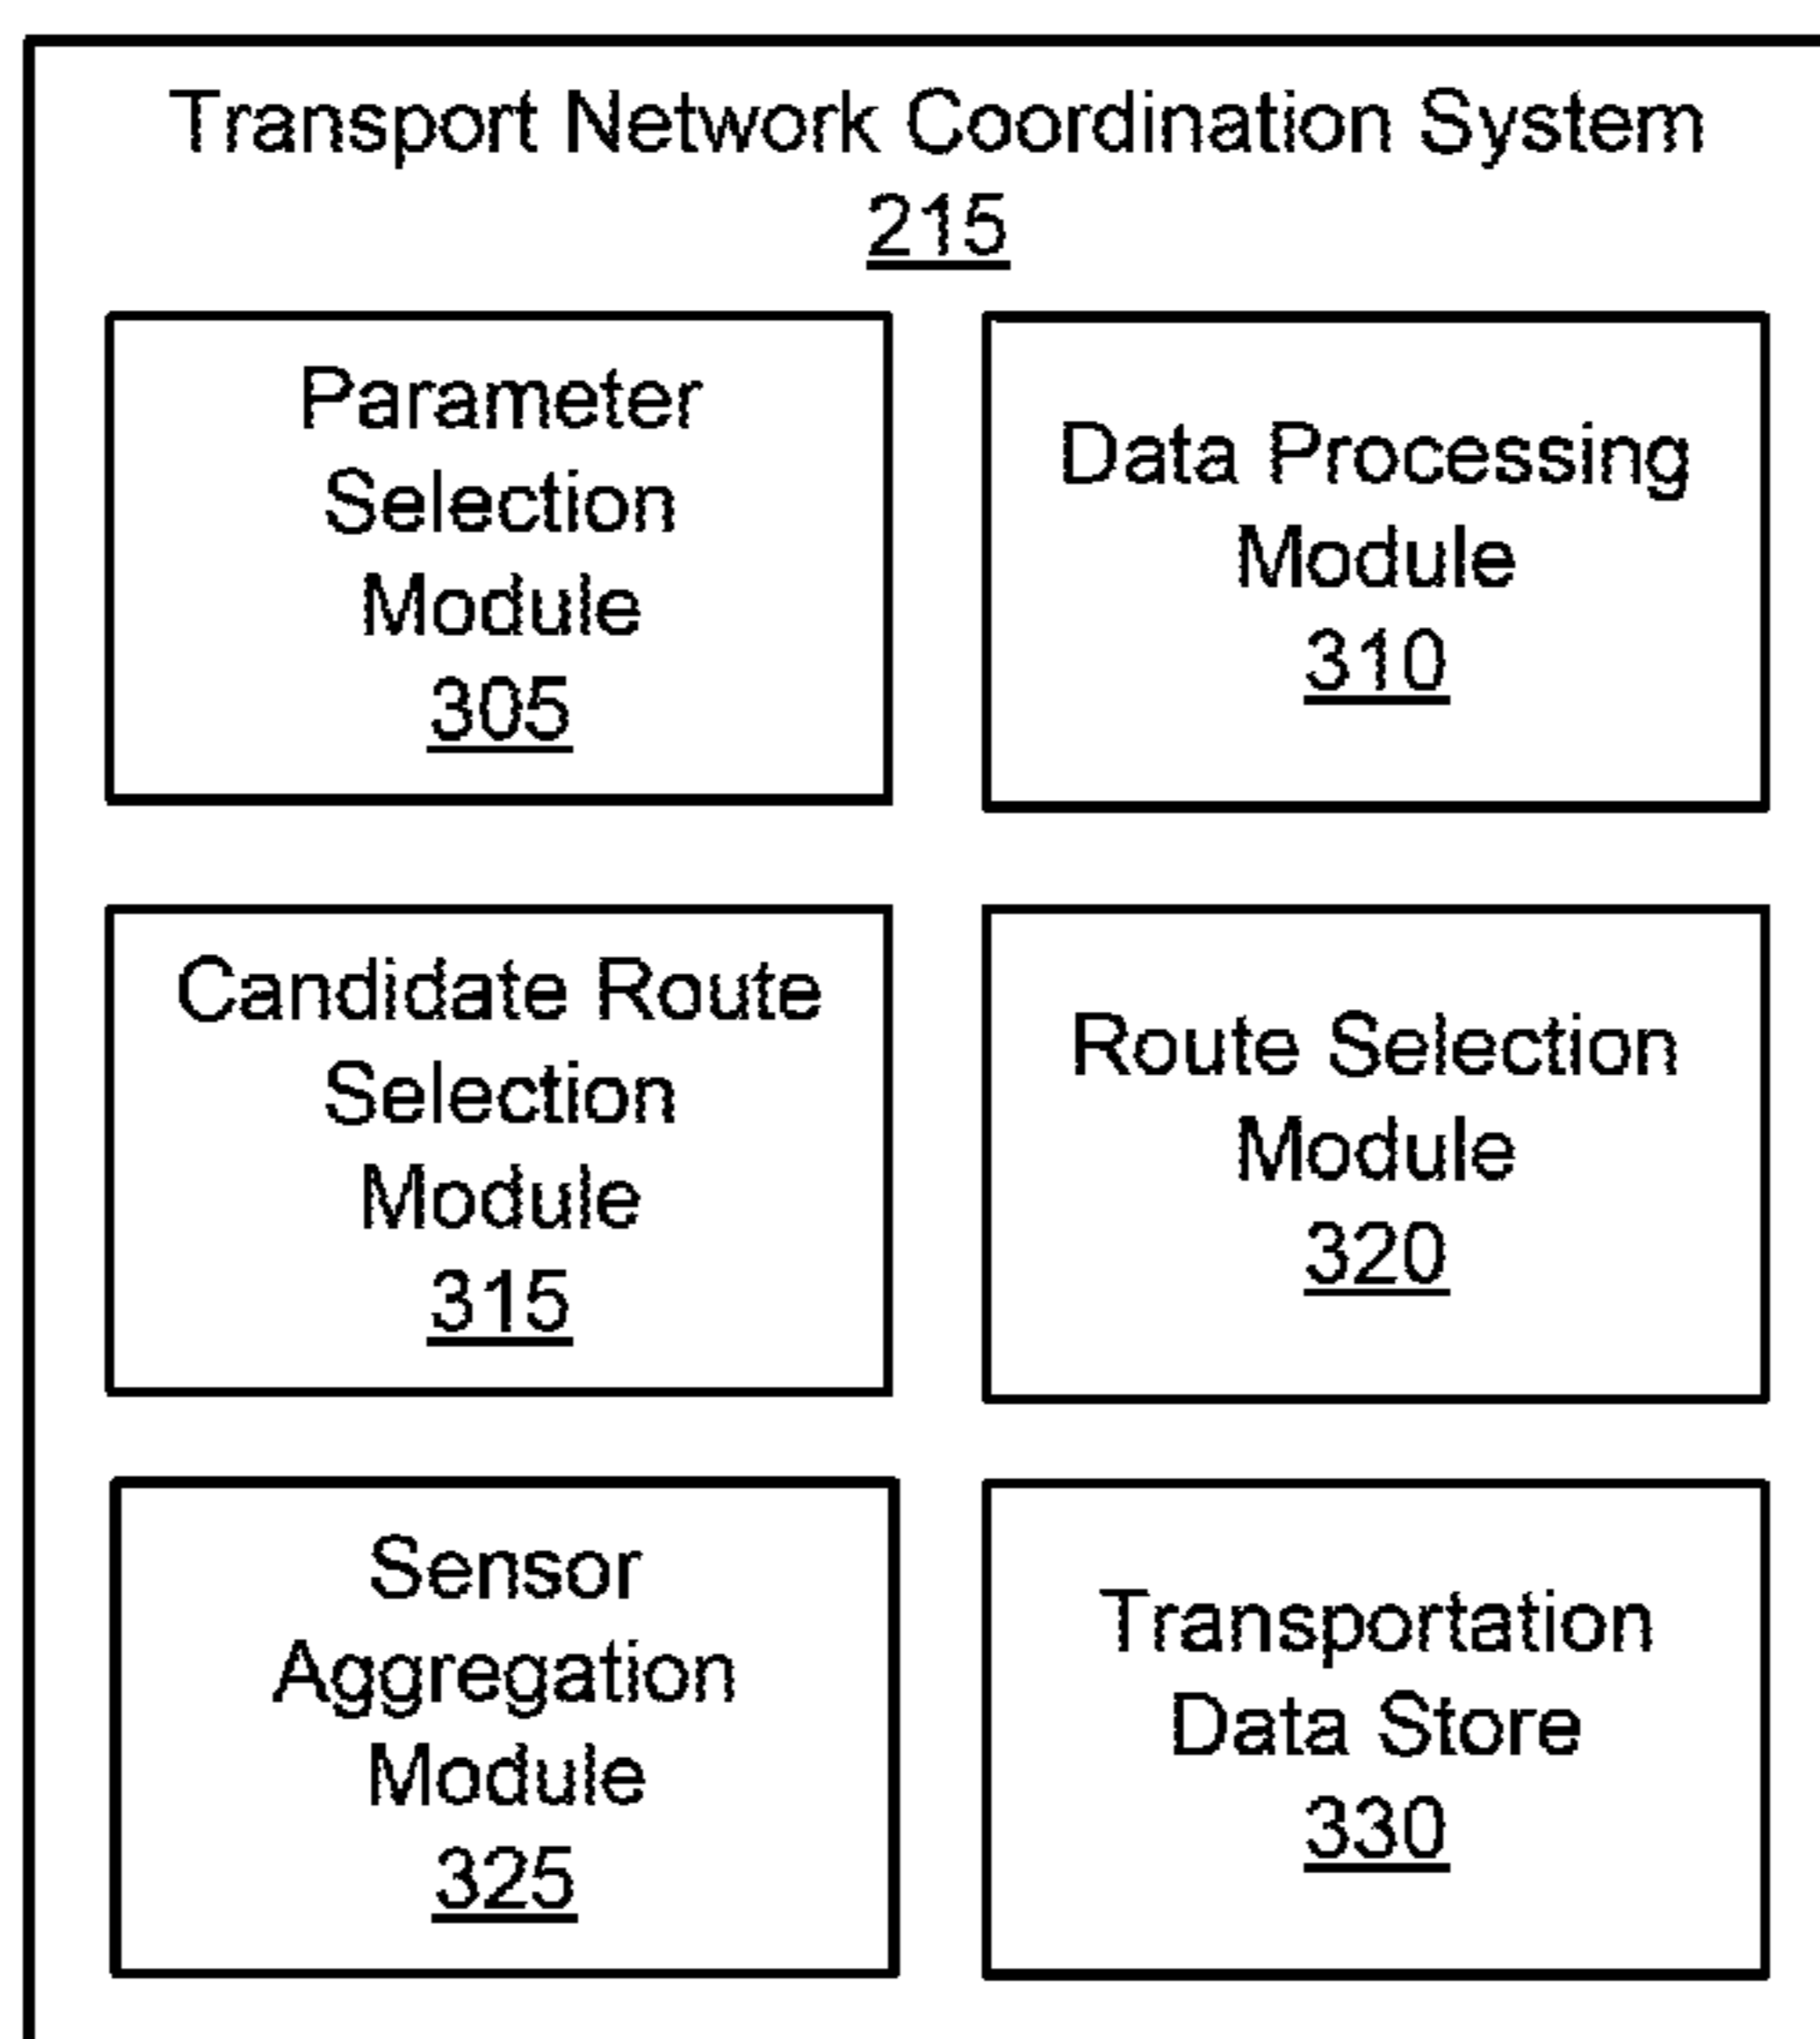 Transport Network Coordination System
215
Parameter
Selection
Module
305
Data Processing
Module
310
Candidate Route
Selection
Module
315
Route Selection
Module
320
Sensor
Aggregation
Module
325
Transportation
Data Store
330